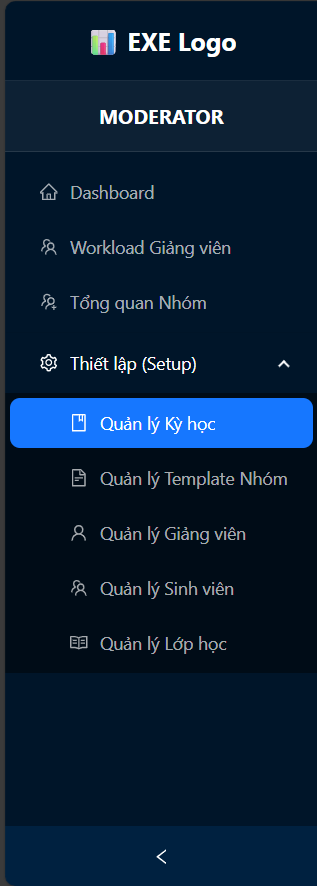 EXE Logo
MODERATOR
Dashboard
Workload Giảng viên
Tổng quan Nhóm
Thiết lập (Setup)
Quản lý Kỳ học
Quản lý Template Nhóm
Quản lý Giảng viên
Quản lý Sinh viên
Quản lý Lớp học